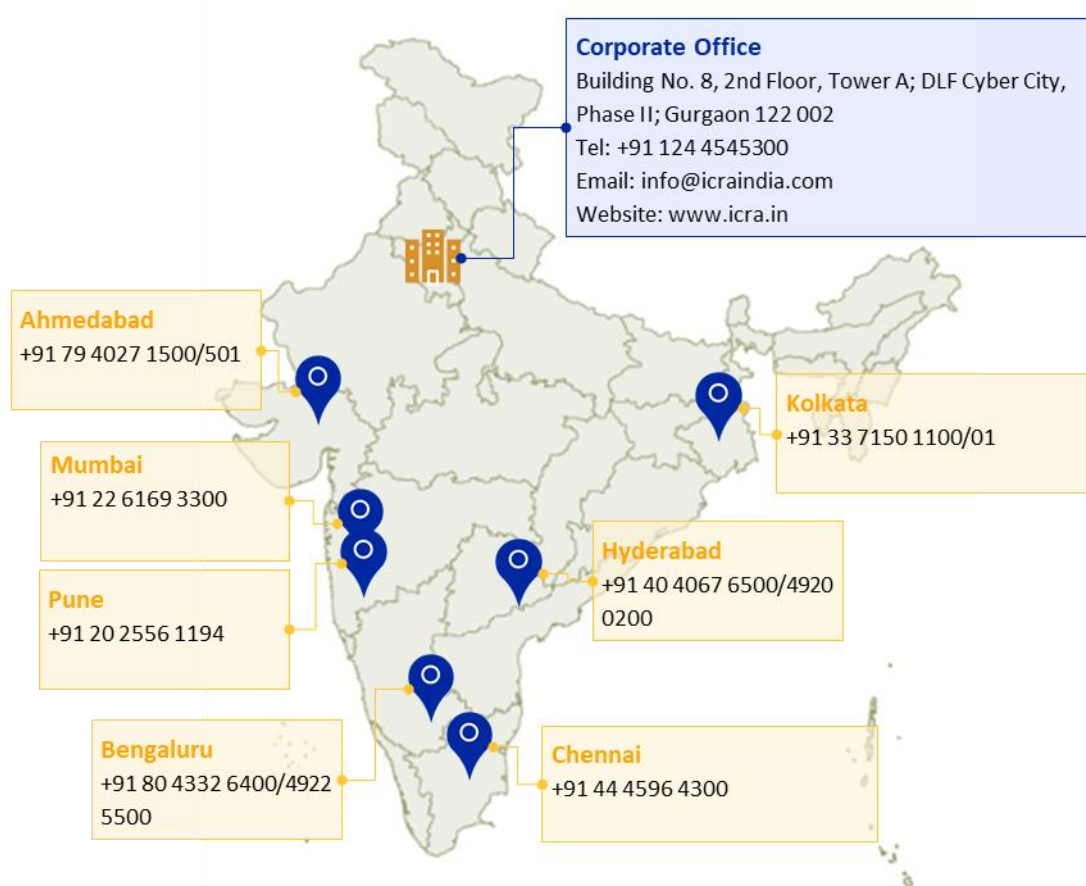 Corporate Office
Building No. 8, 2nd Floor, Tower A; DLF Cyber City,
Phase II; Gurgaon 122 002
Tel: +91 124 4545300
Email: info@icraindia.com
Website: www.icra.in
Ahmedabad
+91 79 4027 1500/501
Kolkata
+91 33 7150 1100/01
Mumbai
+91 22 6169 3300
Hyderabad
+91 40 4067 6500/4920
0200
Pune
+91 20 2556 1194
Bengaluru
+91 80 4332 6400/4922
5500
Chennai
+91 44 4596 4300